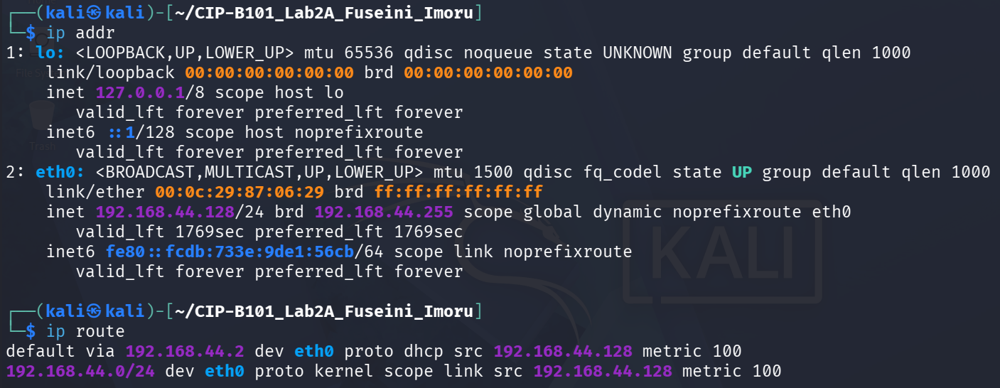 ┌──(kali㉿kali)-[~/CIP-B101_Lab2A_Fuseini_Imoru]
└─$ ip addr
1: lo: <LOOPBACK,UP,LOWER_UP> mtu 65536 qdisc noqueue state UNKNOWN group default qlen 1000
    link/loopback 00:00:00:00:00:00 brd 00:00:00:00:00:00
    inet 127.0.0.1/8 scope host lo
       valid_lft forever preferred_lft forever
    inet6 ::1/128 scope host noprefixroute
       valid_lft forever preferred_lft forever
2: eth0: <BROADCAST,MULTICAST,UP,LOWER_UP> mtu 1500 qdisc fq_codel state UP group default qlen 1000
    link/ether 00:0c:29:87:06:29 brd ff:ff:ff:ff:ff:ff
    inet 192.168.44.128/24 brd 192.168.44.255 scope global dynamic noprefixroute eth0
       valid_lft 1769sec preferred_lft 1769sec
    inet6 fe80::fcdb:733e:9de1:56cb/64 scope link noprefixroute
       valid_lft forever preferred_lft forever
KALI
┌──(kali㉿kali)-[~/CIP-B101_Lab2A_Fuseini_Imoru]
└─$ ip route
default via 192.168.44.2 dev eth0 proto dhcp src 192.168.44.128 metric 100
192.168.44.0/24 dev eth0 proto kernel scope link src 192.168.44.128 metric 100
Trash